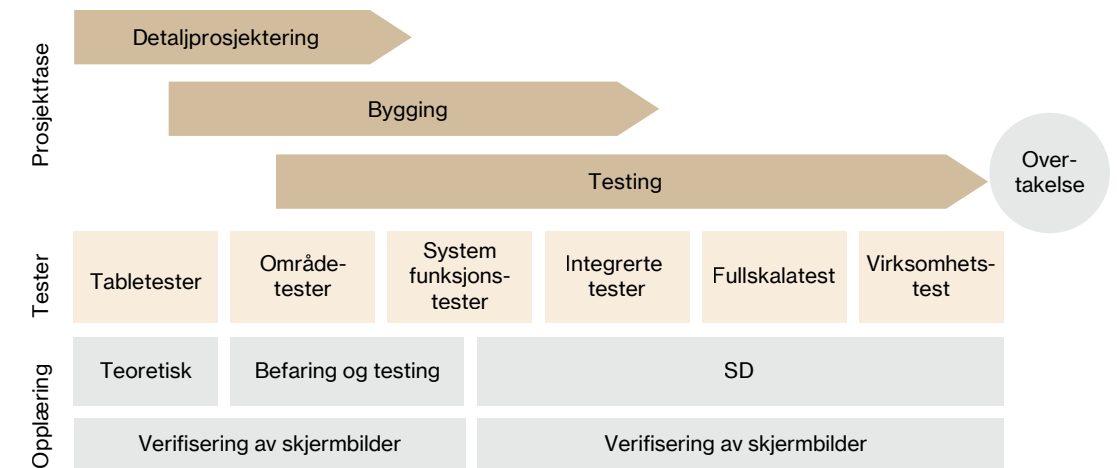 Prosjektfase
Detaljprosjektering
Bygging
Testing
Over-
takelse
Tester
Tabletester
Område-
tester
System
funksjons-
tester
Integrerte
tester
Fullskalatest
Virksomhets-
test
Opplæring
Teoretisk
Befaring og testing
SD
Verifisering av skjermbilder
Verifisering av skjermbilder